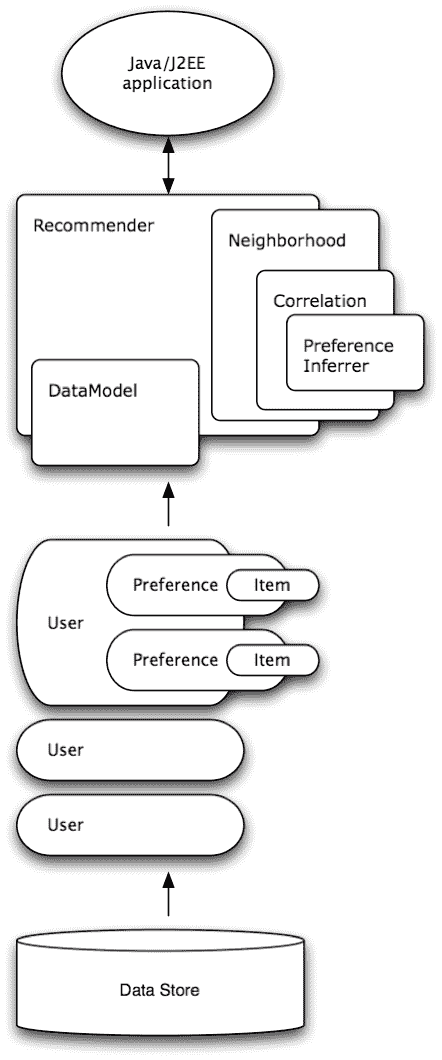 Java/J2EE
application
Recommender
Neighborhood
Correlation
Preference
Inferrer
DataModel
Preference
Item
User
Preference
Item
User
User
Data Store